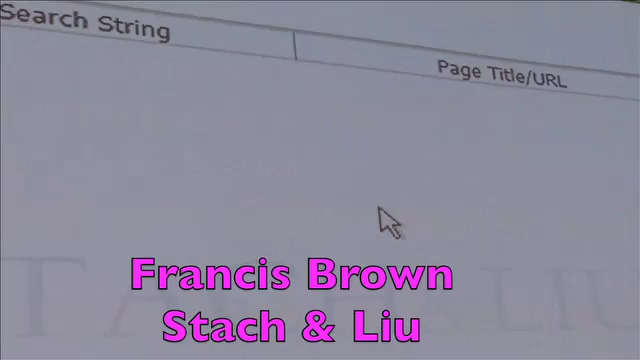 Search String
Page Title/URL
Francis Brown
Stach & Liu